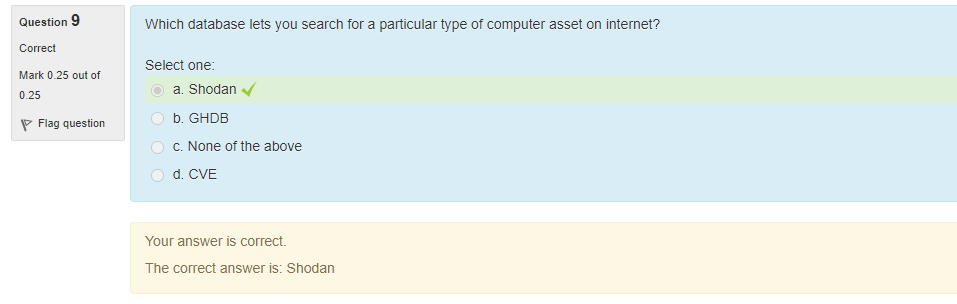 Question 9
Correct
Mark 0.25 out of
0.25
Flag question
Which database lets you search for a particular type of computer asset on internet?
Select one:
a. Shodan
b. GHDB
c. None of the above
d. CVE
Your answer is correct.
The correct answer is: Shodan